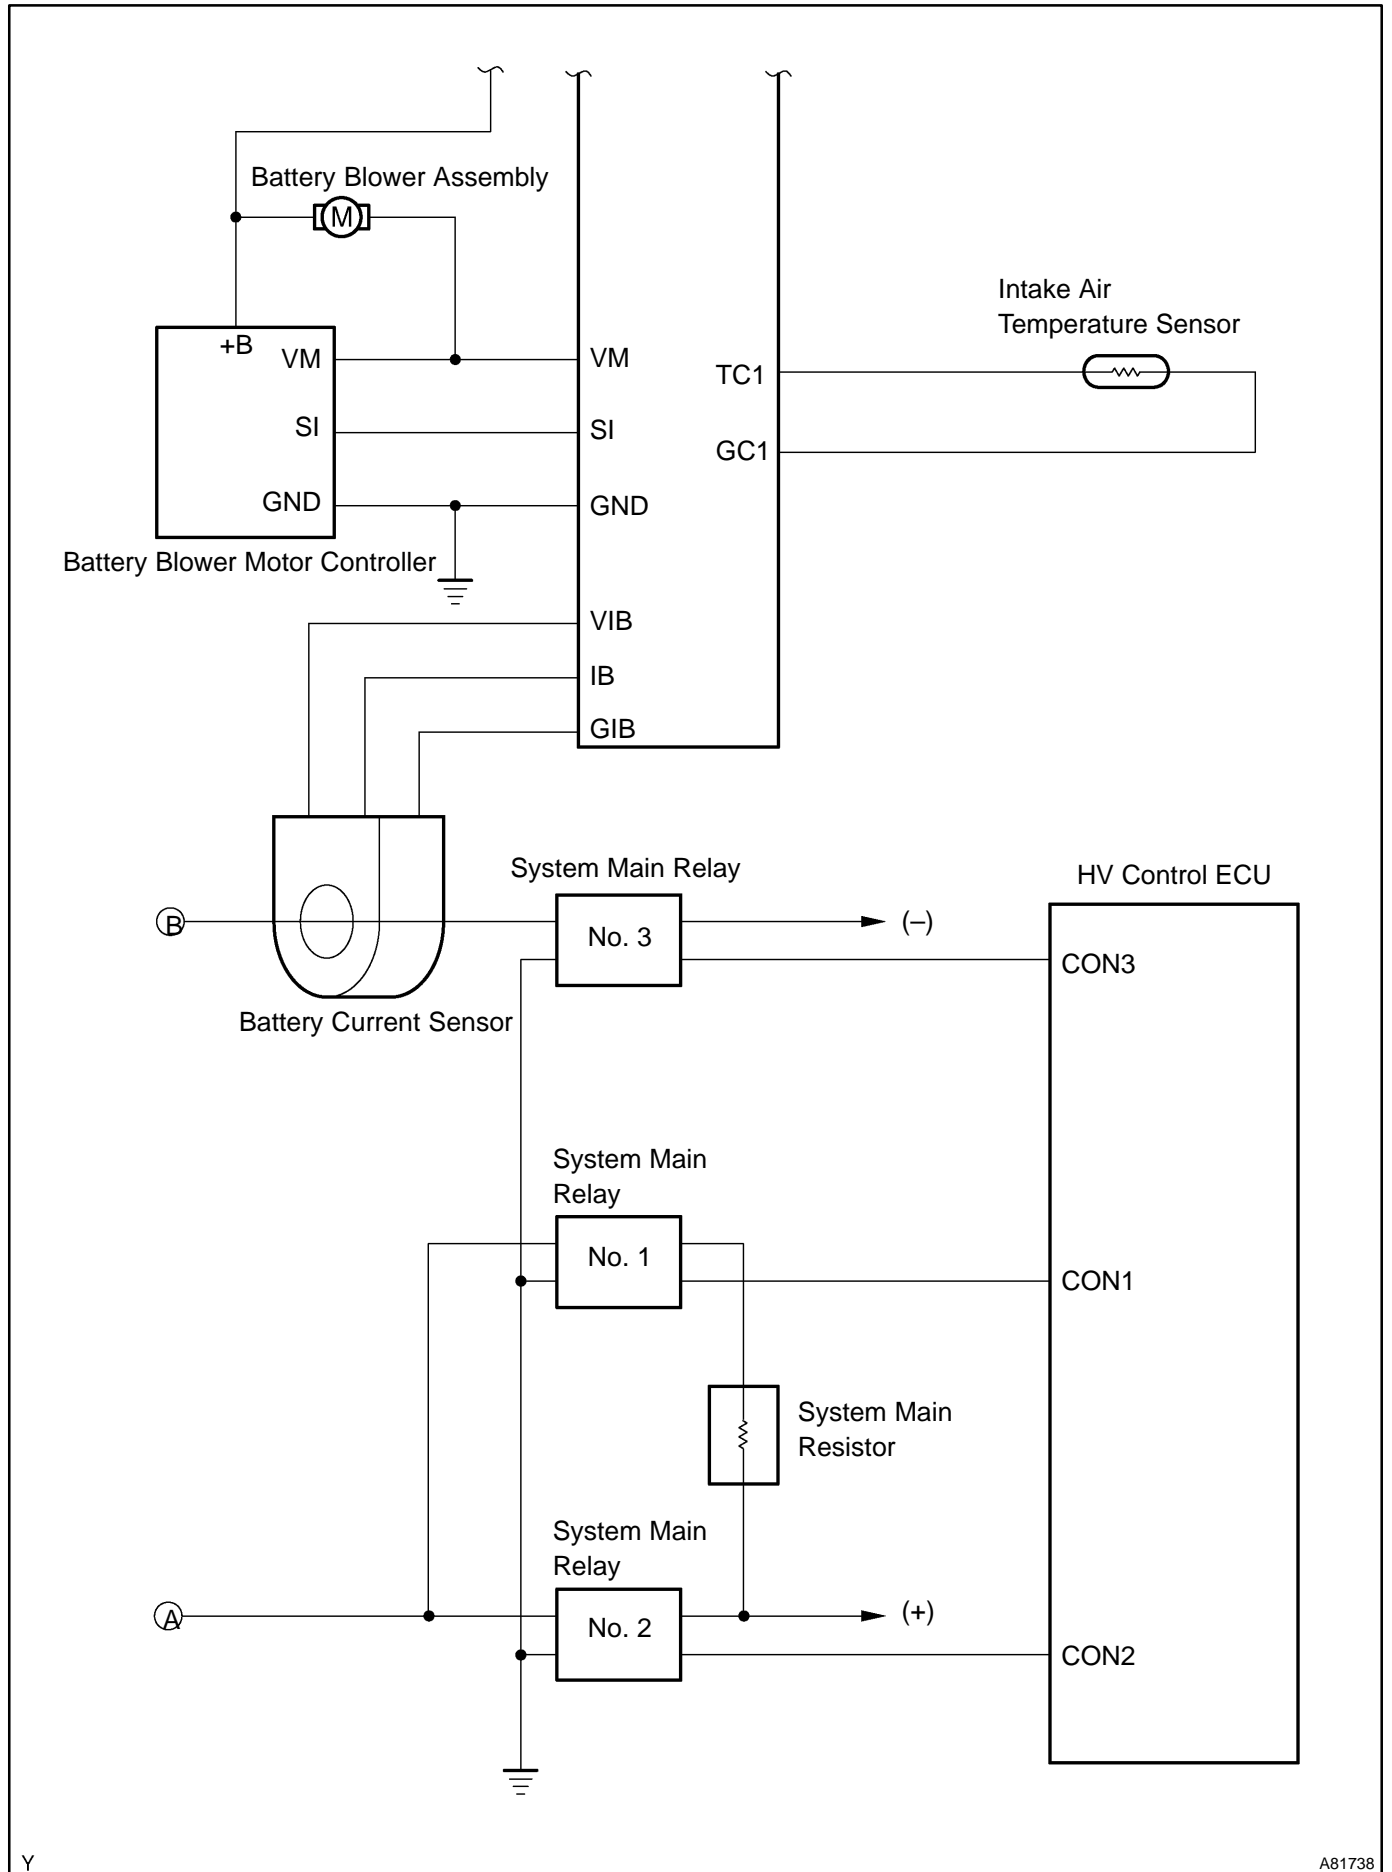 Battery Blower Assembly
M
Intake Air
Temperature Sensor
+B
VM
VM
TC1
SI
SI
GC1
GND
GND
Battery Blower Motor Controller
VIB
IB
GIB
System Main Relay
HV Control ECU
B
No. 3
(–)
CON3
Battery Current Sensor
System Main
Relay
No. 1
CON1
System Main
Resistor
System Main
Relay
A
No. 2
(+)
CON2
Y
A81738